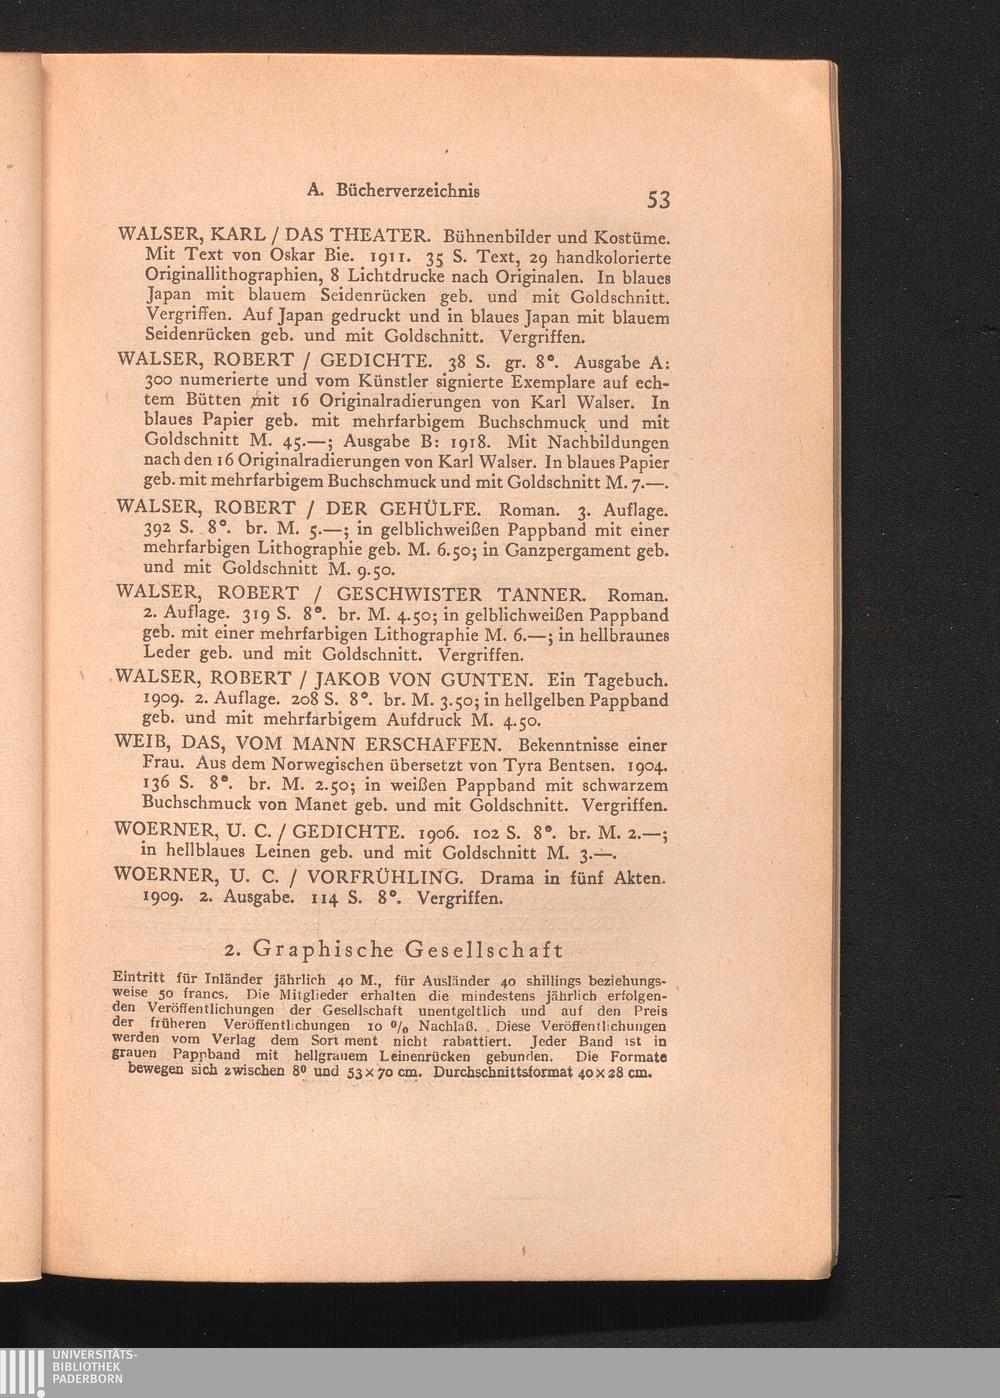 A. Bücherverzeichnis 53
WALSER, KARL / DAS THEATER. Bühnenbilder und Kostüme.
Mit Text von Oskar Bie. 1911. 35 S. Text, 29 handkolorierte
Originallithographien, 8 Lichtdrucke nach Originalen. In blaues
Japan mit blauem Seidenrücken geb. und mit Goldschnitt.
Vergriffen. Auf Japan gedruckt und in blaues Japan mit blauem
Seidenrücken geb. und mit Goldschnitt. Vergriffen.
WALSER, ROBERT / GEDICHTE. 38 S. gr. 8°. Ausgabe A:
300 numerierte und vom Künstler signierte Exemplare auf ech-
tem Bütten mit 16 Originalradierungen von Karl Walser. In
blaues Papier geb. mit mehrfarbigem Buchschmuck und mit
Goldschnitt M. 45.—; Ausgabe B: 1918. Mit Nachbildungen
nach den 16 Originalradierungen von Karl Walser. In blaues Papier
geb. mit mehrfarbigem Buchschmuck und mit Goldschnitt M. 7.—.
WALSER, ROBERT / DER GEHÜLFE. Roman. 3. Auflage.
392 S. 8°. br. M. 5.—; in gelblichweißen Pappband mit einer
mehrfarbigen Lithographie geb. M. 6.50; in Ganzpergament geb.
und mit Goldschnitt M. 9.50.
WALSER, ROBERT / GESCHWISTER TANNER. Roman.
2. Auflage. 319 S. 8°. br. M. 4.50; in gelblichweißen Pappband
geb. mit einer mehrfarbigen Lithographie M. 6.—; in hellbraunes
Leder geb. und mit Goldschnitt. Vergriffen.
WALSER, ROBERT / JAKOB VON GUNTEN. Ein Tagebuch.
1909. 2. Auflage. 208 S. 8°. br. M. 3.50; in hellgelben Pappband
geb. und mit mehrfarbigem Aufdruck M. 4.50.
WEIB, DAS, VOM MANN ERSCHAFFEN. Bekenntnisse einer
Frau. Aus dem Norwegischen übersetzt von Tyra Bentsen. 1904.
136 S. 8°. br. M. 2.50; in weißen Pappband mit schwarzem
Buchschmuck von Manet geb. und mit Goldschnitt. Vergriffen.
WOERNER, U. C. / GEDICHTE. 1906. 102 S. 8°. br. M. 2.—;
in hellblaues Leinen geb. und mit Goldschnitt M. 3.—.
WOERNER, U. C. / VORFRÜHLING. Drama in fünf Akten.
1909. 2. Ausgabe. 114 S. 8°. Vergriffen.
2. Graphische Gesellschaft
Eintritt für Inländer jährlich 40 M., für Ausländer 40 shillings beziehungs-
weise 50 francs. Die Mitglieder erhalten die mindestens jährlich erfolgen-
den Veröffentlichungen der Gesellschaft unentgeltlich und auf den Preis
der früheren Veröffentlichungen 10 % Nachlaß. Diese Veröffentlichungen
werden vom Verlag dem Sortiment nicht rabattiert. Jeder Band ist in
grauen Pappband mit hellgrauem Leinenrücken gebunden. Die Formate
bewegen sich zwischen 8° und 53×70 cm. Durchschnittsformat 40×28 cm.
UNIVERSITÄTS-
BIBLIOTHEK
PADERBORN